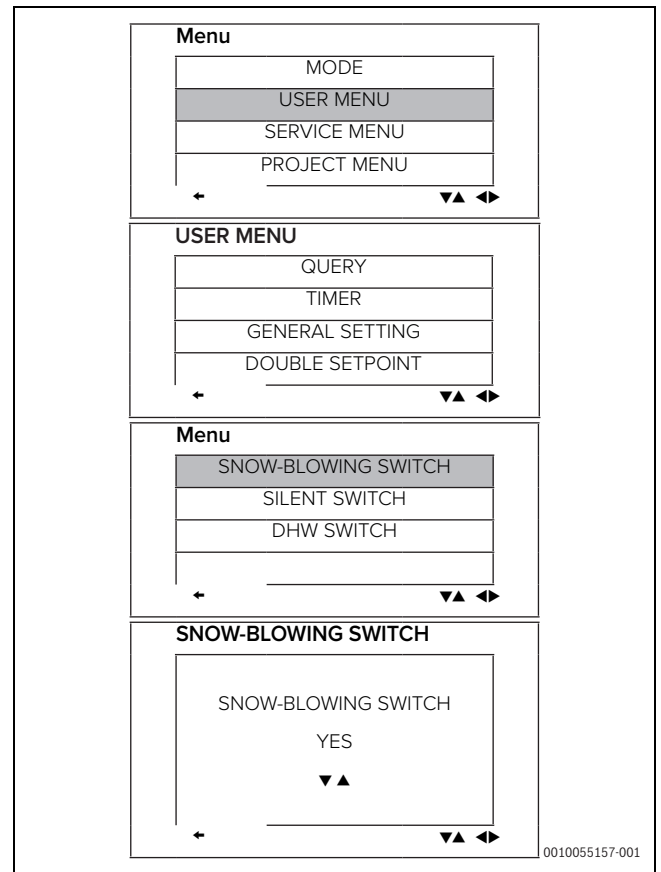 Menu
MODE
USER MENU
SERVICE MENU
PROJECT MENU
← ▼▲ ◀▶
USER MENU
QUERY
TIMER
GENERAL SETTING
DOUBLE SETPOINT
← ▼▲ ◀▶
Menu
SNOW-BLOWING SWITCH
SILENT SWITCH
DHW SWITCH
← ▼▲ ◀▶
SNOW-BLOWING SWITCH
SNOW-BLOWING SWITCH
YES
▼ ▲
← ▼▲ ◀▶
0010055157-001